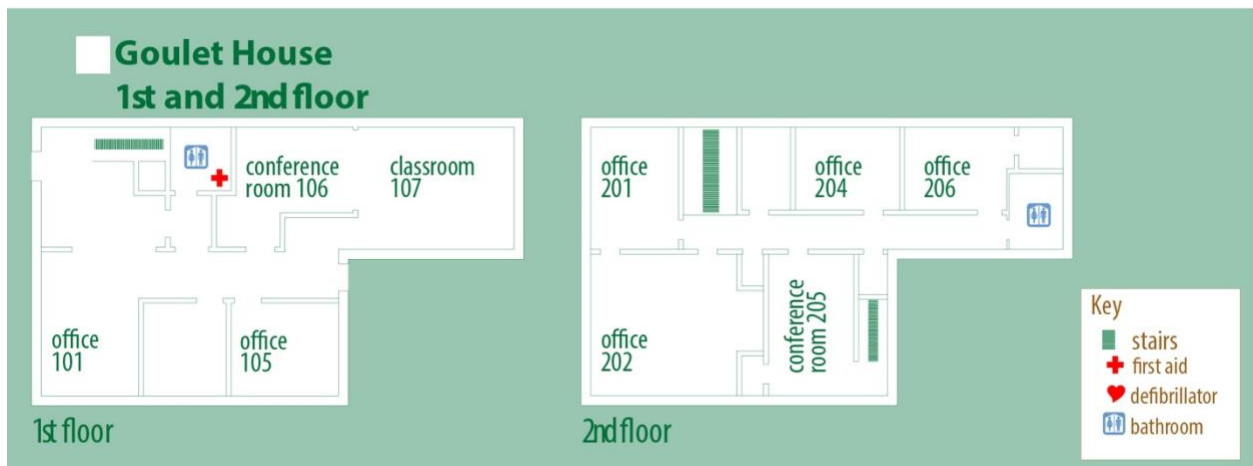 Goulet House
1st and 2nd floor
conference
room 106
classroom
107
office
101
office
105
1st floor
office
201
office
204
office
206
office
202
conference
room 205
2nd floor
Key
stairs
first aid
defibrillator
bathroom